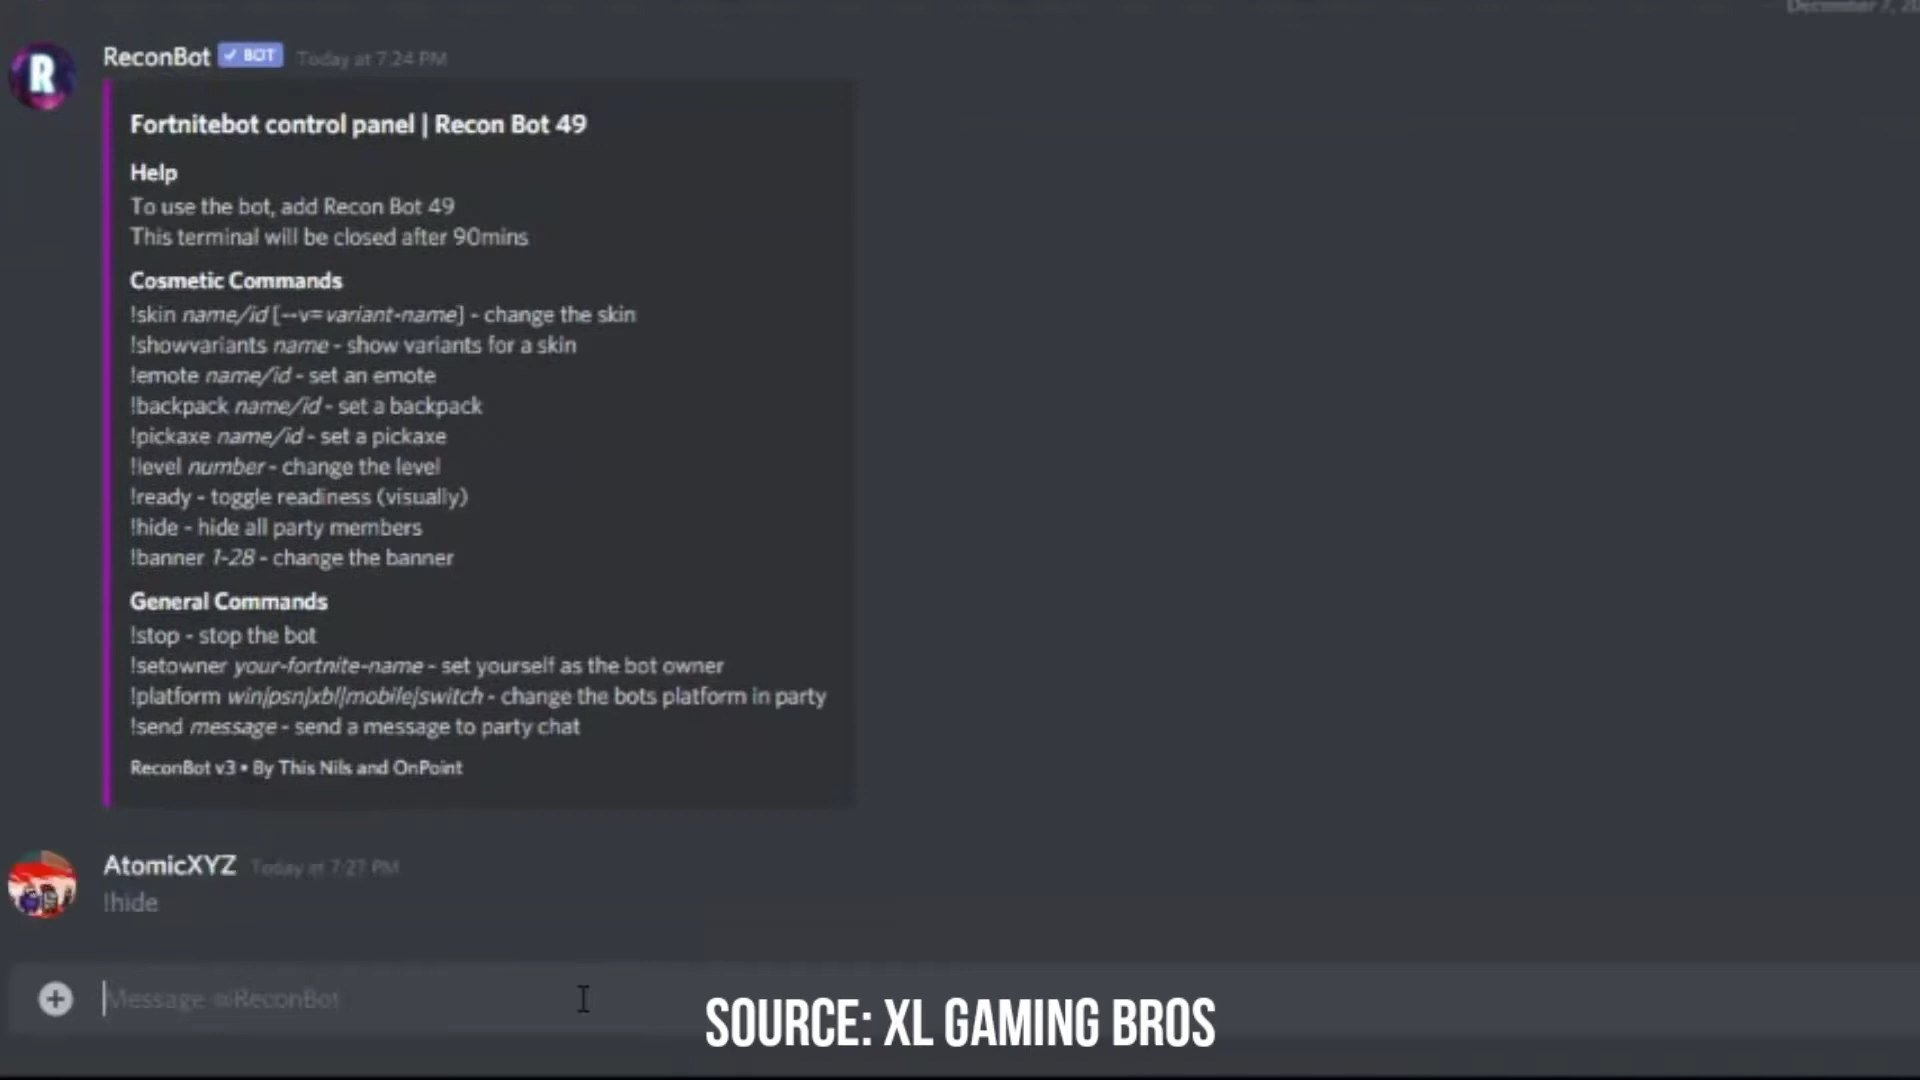 December 7, 20
ReconBot ✓ BOT Today at 7:24 PM
R
Fortnitebot control panel | Recon Bot 49
Help
To use the bot, add Recon Bot 49
This terminal will be closed after 90mins
Cosmetic Commands
!skin name/id [--v=variant-name] - change the skin
!showvariants name - show variants for a skin
!emote name/id - set an emote
!backpack name/id - set a backpack
!pickaxe name/id - set a pickaxe
!level number - change the level
!ready - toggle readiness (visually)
!hide - hide all party members
!banner 1-28 - change the banner
General Commands
!stop - stop the bot
!setowner your-fortnite-name - set yourself as the bot owner
!platform win|psn|xbl|mobile|switch - change the bots platform in party
!send message - send a message to party chat
ReconBot v3 • By This Nils and OnPoint
AtomicXYZ Today at 7:27 PM
!hide
Message @ReconBot
SOURCE: XL GAMING BROS